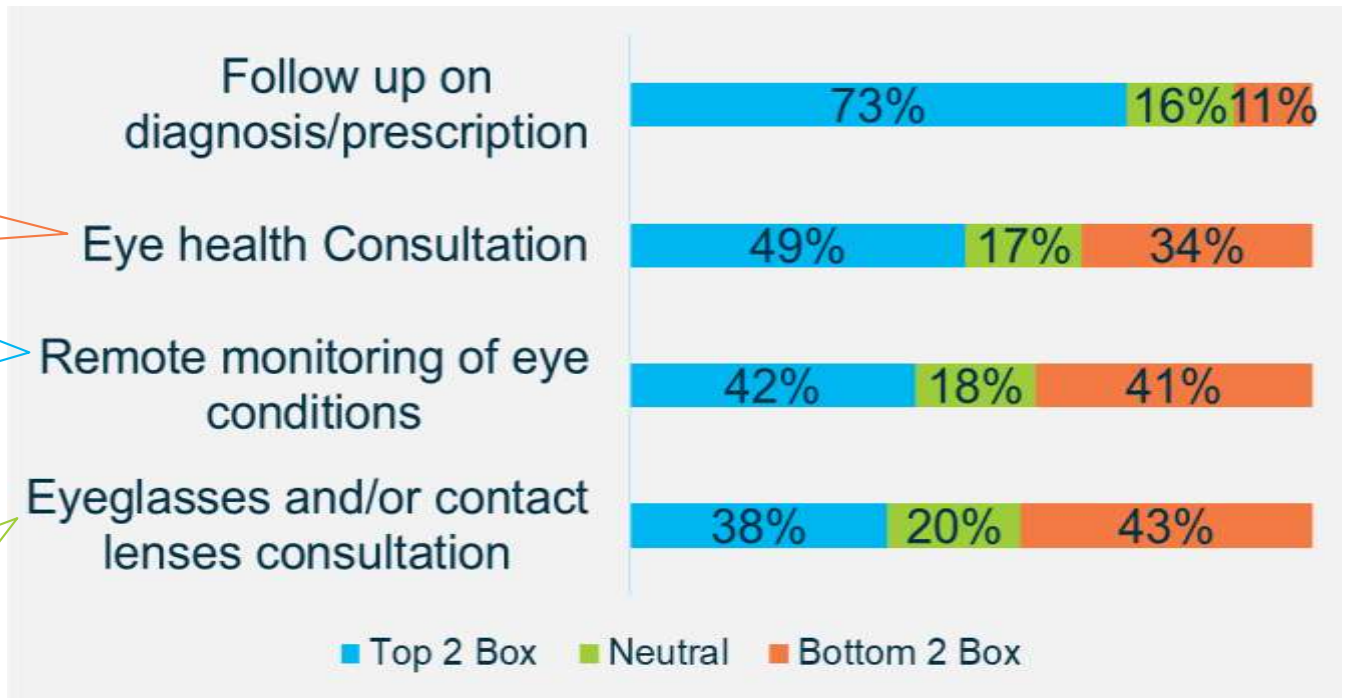 Follow up on
diagnosis/prescription
73% 16% 11%
Eye health Consultation
49% 17% 34%
Remote monitoring of eye
conditions
42% 18% 41%
Eyeglasses and/or contact
lenses consultation
38% 20% 43%
Top 2 Box Neutral Bottom 2 Box